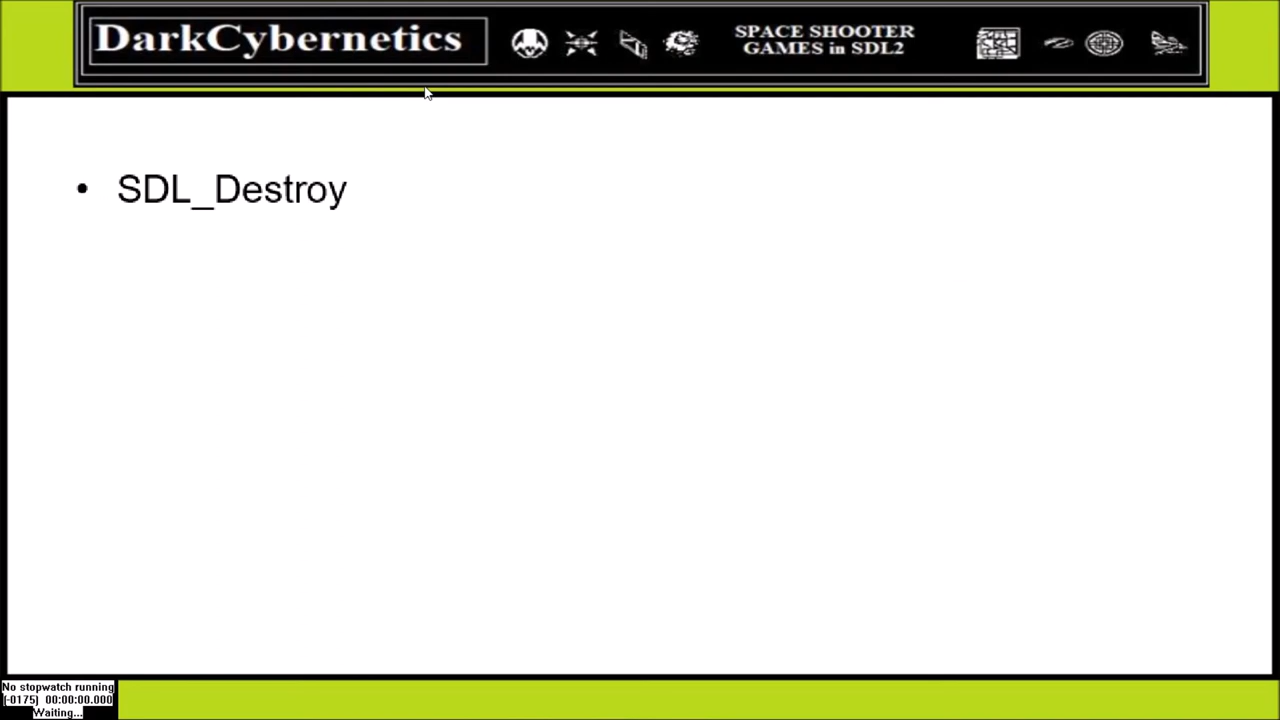 DarkCybernetics
SPACE SHOOTER
GAMES in SDL2
• SDL_Destroy
No stopwatch running
(-0175) 00:00:00.000
Waiting...